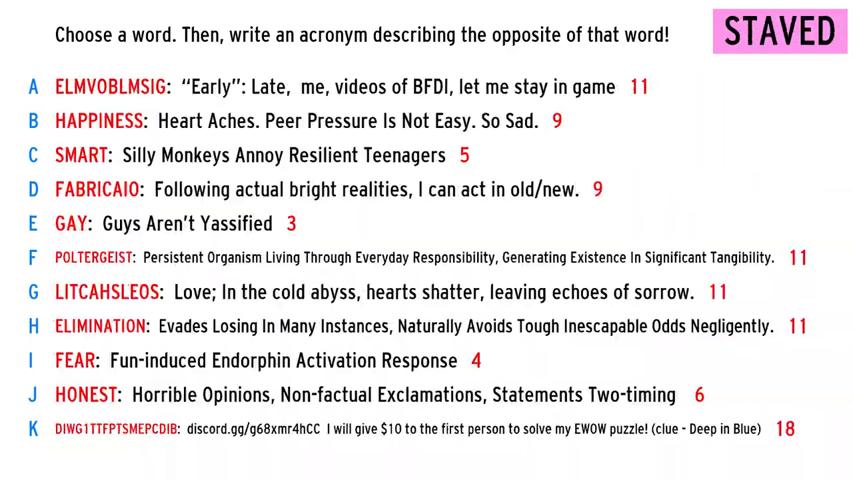 Choose a word. Then, write an acronym describing the opposite of that word!
STAVED
A ELMVOBLMSIG: “Early”: Late, me, videos of BFDI, let me stay in game 11
B HAPPINESS: Heart Aches. Peer Pressure Is Not Easy. So Sad. 9
C SMART: Silly Monkeys Annoy Resilient Teenagers 5
D FABRICAIO: Following actual bright realities, I can act in old/new. 9
E GAY: Guys Aren't Yassified 3
F POLTERGEIST: Persistent Organism Living Through Everyday Responsibility, Generating Existence In Significant Tangibility. 11
G LITCAHSLEOS: Love; In the cold abyss, hearts shatter, leaving echoes of sorrow. 11
H ELIMINATION: Evades Losing In Many Instances, Naturally Avoids Tough Inescapable Odds Negligently. 11
I FEAR: Fun-induced Endorphin Activation Response 4
J HONEST: Horrible Opinions, Non-factual Exclamations, Statements Two-timing 6
K DIWG1TTFPTSMEPCDIB: discord.gg/g68xmr4hCC I will give $10 to the first person to solve my EWOW puzzle! (clue - Deep in Blue) 18